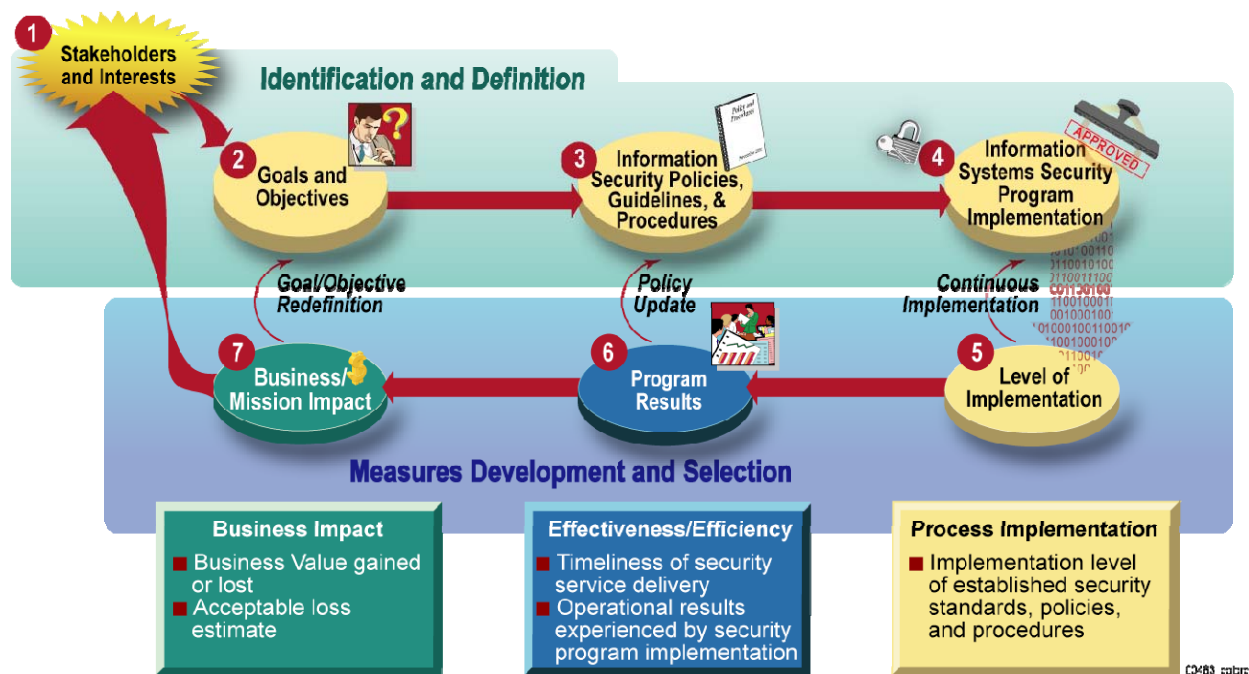 1
Stakeholders
and Interests
Identification and Definition
2
Goals and
Objectives
3
Information
Security Policies,
Guidelines, &
Procedures
Policy and
Procedures
4
Information
Systems Security
Program
Implementation
APPROVED
Goal/Objective
Redefinition
Policy
Update
Continuous
Implementation
7
Business/
Mission Impact
$
6
Program
Results
5
Level of
Implementation
Measures Development and Selection
Business Impact
Business Value gained
or lost
Acceptable loss
estimate
Effectiveness/Efficiency
Timeliness of security
service delivery
Operational results
experienced by security
program implementation
Process Implementation
Implementation level
of established security
standards, policies,
and procedures